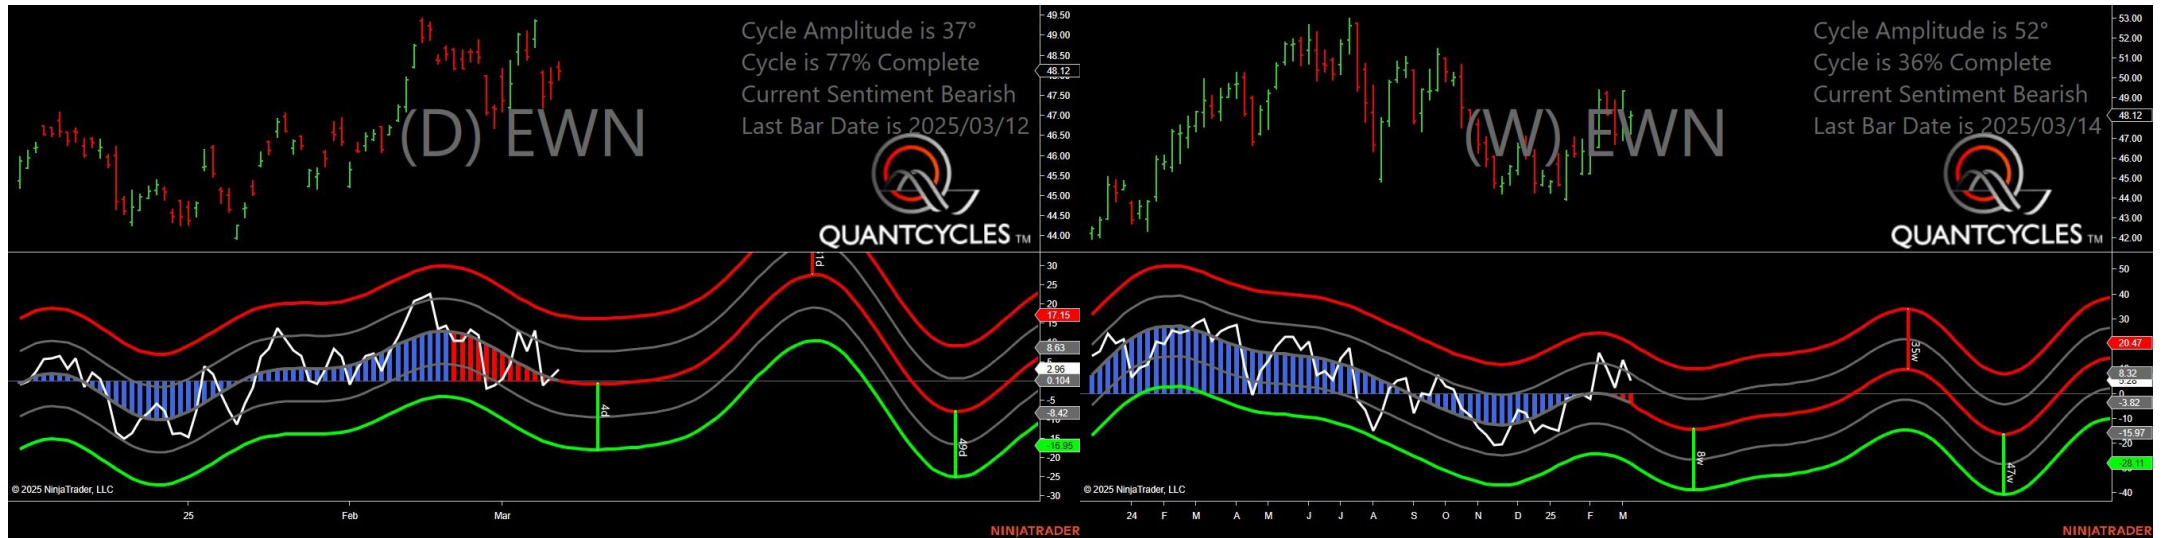 Cycle Amplitude is 37°
Cycle is 77% Complete
Current Sentiment Bearish
Last Bar Date is 2025/03/12
(D) EWN
QUANTCYCLES TM
49.50
49.00
48.50
48.12
47.50
47.00
46.50
46.00
45.50
45.00
44.50
44.00
30
25
20
17.15
15
8.63
5
2.96
0.104
-5
-8.42
-15
-16.95
-20
-25
-30
4d
49d
© 2025 NinjaTrader, LLC
25
Feb
Mar
NINJATRADER
Cycle Amplitude is 52°
Cycle is 36% Complete
Current Sentiment Bearish
Last Bar Date is 2025/03/14
(W) EWN
QUANTCYCLES TM
53.00
52.00
51.00
50.00
49.00
48.12
47.00
46.00
45.00
44.00
43.00
42.00
50
40
30
20.47
8.32
5.28
0
-3.82
-10
-15.97
-20
-28.11
-40
35w
8w
47w
© 2025 NinjaTrader, LLC
24
F
M
A
M
J
J
A
S
O
N
D
25
F
M
NINJATRADER